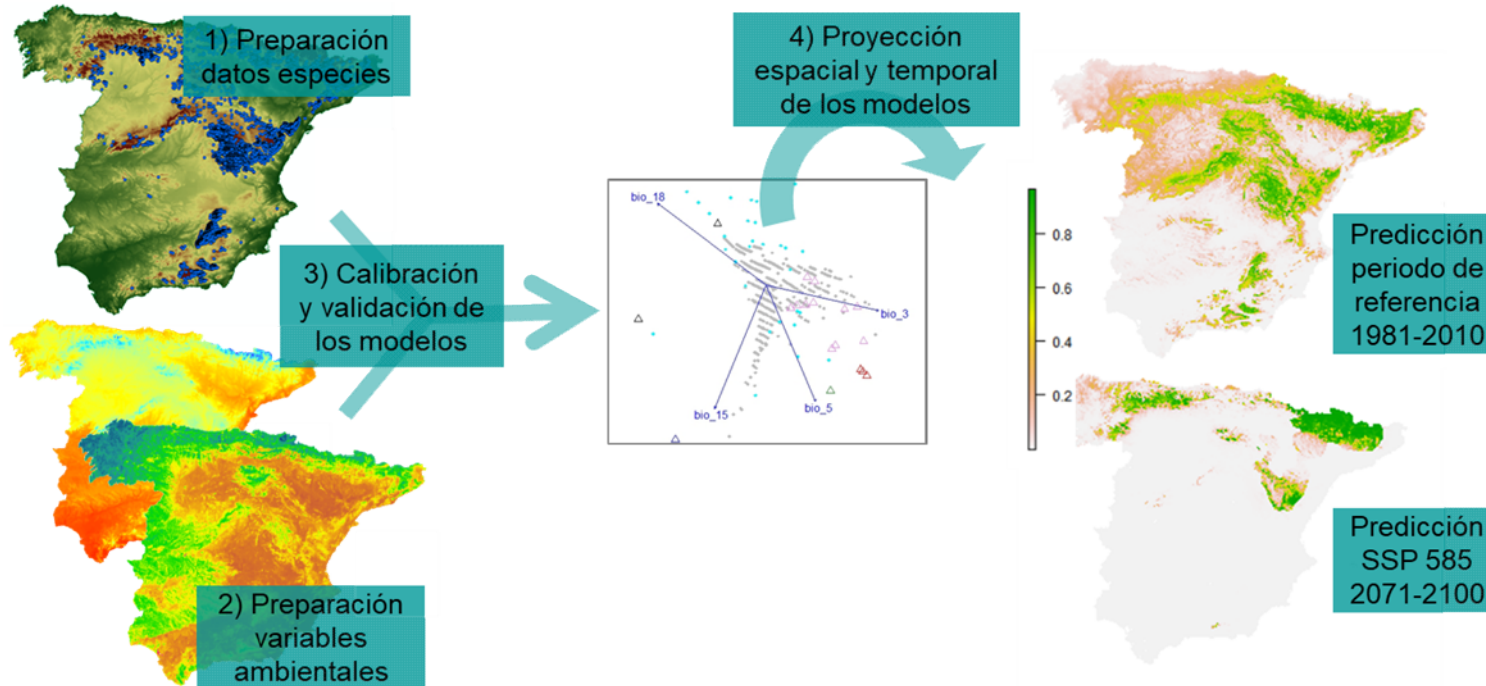 1) Preparación
datos especies
2) Preparación
variables
ambientales
3) Calibración
y validación de
los modelos
bio_18
bio_3
bio_15
bio_5
4) Proyección
espacial y temporal
de los modelos
0.8
0.6
0.4
0.2
Predicción
periodo de
referencia
1981-2010
Predicción
SSP 585
2071-2100